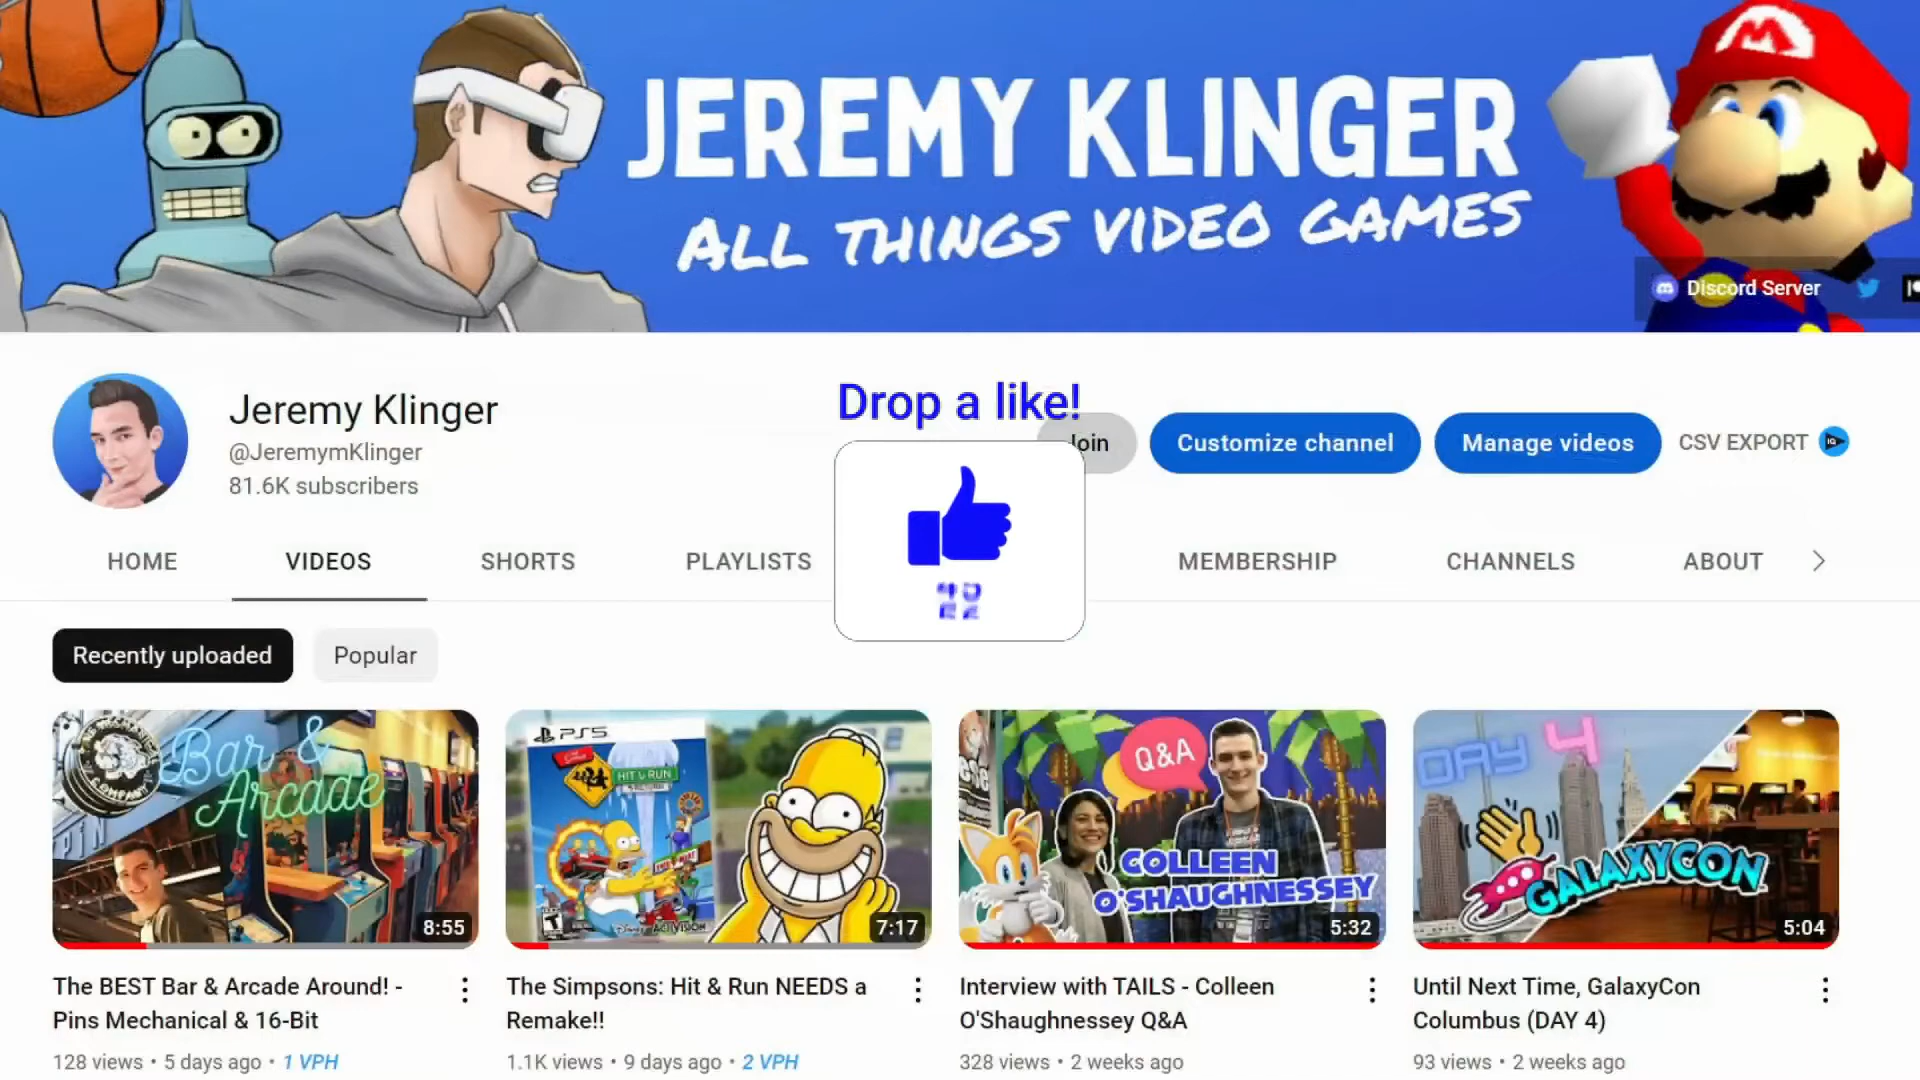 JEREMY KLINGER
ALL THINGS VIDEO GAMES
M
Discord Server
Jeremy Klinger
@JeremymKlinger
81.6K subscribers
Drop a like!
Join
Customize channel
Manage videos
CSV EXPORT
HOME
VIDEOS
SHORTS
PLAYLISTS
MEMBERSHIP
CHANNELS
ABOUT
Recently uploaded
Popular
Bar &
Arcade
COMPANY
8:55
PS5
HIT & RUN
Disney
ACTIVISION
7:17
Q&A
COLLEEN
O'SHAUGHNESSEY
5:32
DAY 4
GALAXYCON
5:04
The BEST Bar & Arcade Around! -
Pins Mechanical & 16-Bit
128 views • 5 days ago • 1 VPH
The Simpsons: Hit & Run NEEDS a
Remake!!
1.1K views • 9 days ago • 2 VPH
Interview with TAILS - Colleen
O'Shaughnessey Q&A
328 views • 2 weeks ago
Until Next Time, GalaxyCon
Columbus (DAY 4)
93 views • 2 weeks ago